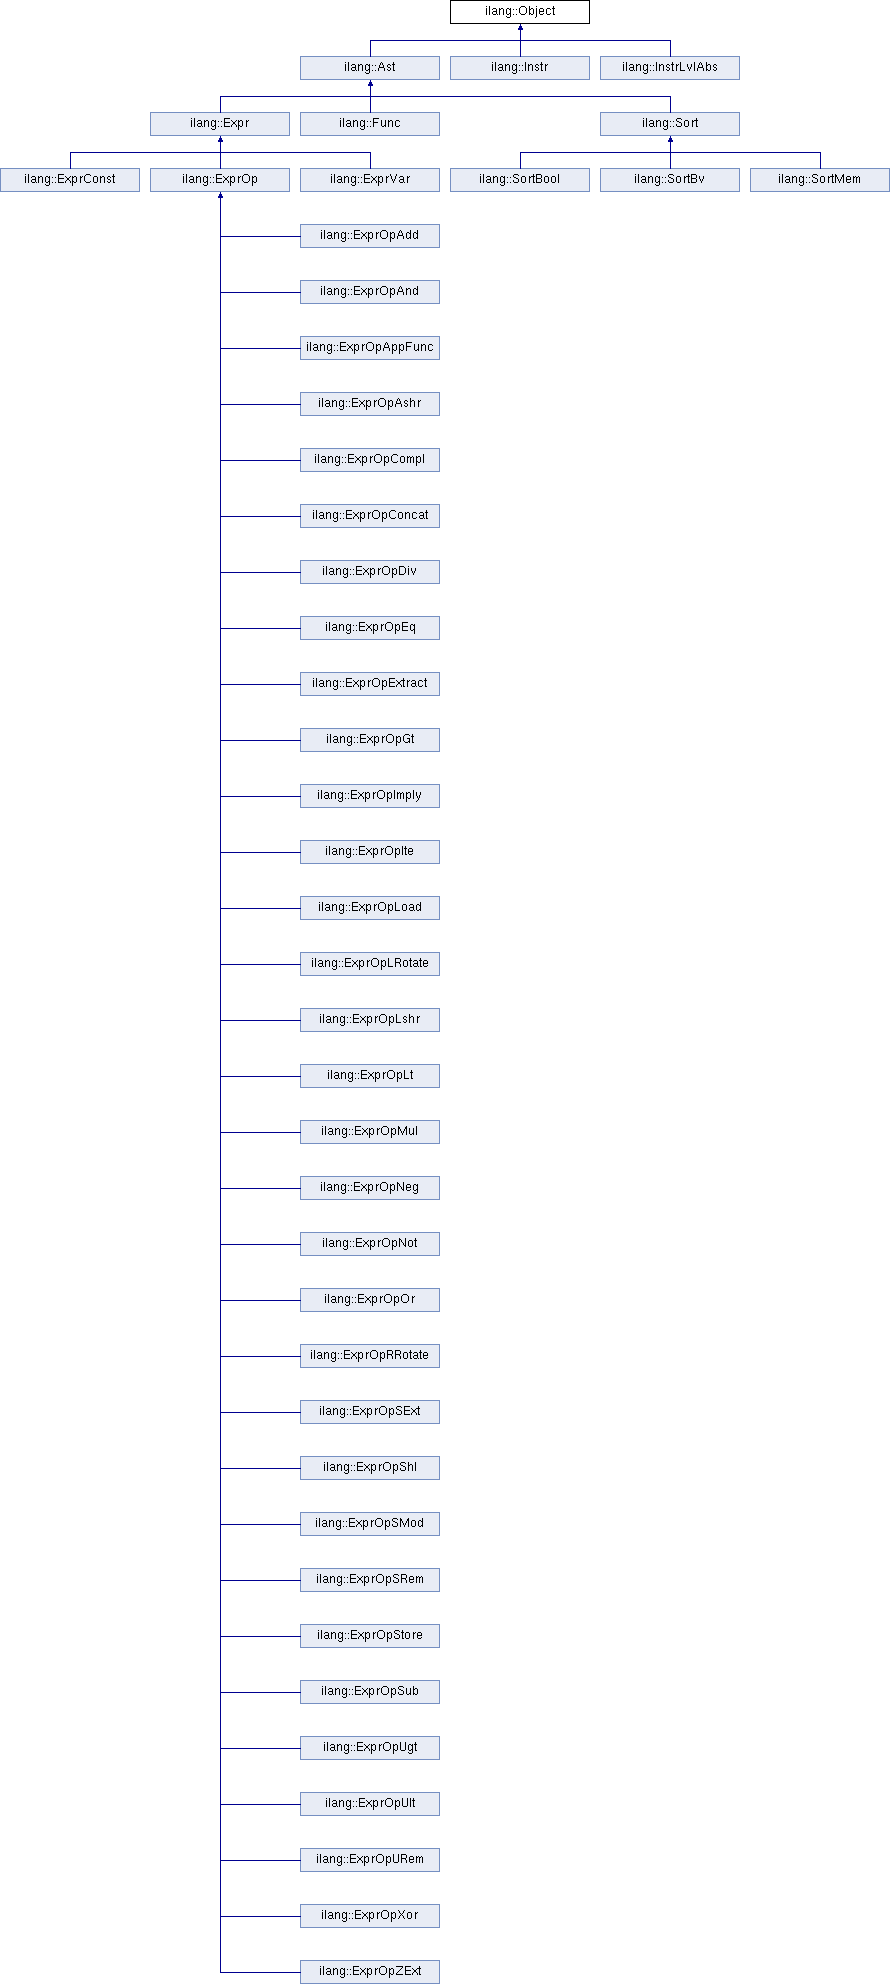 ilang::Object
ilang::Ast
ilang::Instr
ilang::InstrLvlAbs
ilang::Expr
ilang::Func
ilang::Sort
ilang::ExprConst
ilang::ExprOp
ilang::ExprVar
ilang::SortBool
ilang::SortBv
ilang::SortMem
ilang::ExprOpAdd
ilang::ExprOpAnd
ilang::ExprOpAppFunc
ilang::ExprOpAshr
ilang::ExprOpCompl
ilang::ExprOpConcat
ilang::ExprOpDiv
ilang::ExprOpEq
ilang::ExprOpExtract
ilang::ExprOpGt
ilang::ExprOpImply
ilang::ExprOpIte
ilang::ExprOpLoad
ilang::ExprOpLRotate
ilang::ExprOpLshr
ilang::ExprOpLt
ilang::ExprOpMul
ilang::ExprOpNeg
ilang::ExprOpNot
ilang::ExprOpOr
ilang::ExprOpRRotate
ilang::ExprOpSExt
ilang::ExprOpShl
ilang::ExprOpSMod
ilang::ExprOpSRem
ilang::ExprOpStore
ilang::ExprOpSub
ilang::ExprOpUgt
ilang::ExprOpUlt
ilang::ExprOpURem
ilang::ExprOpXor
ilang::ExprOpZExt